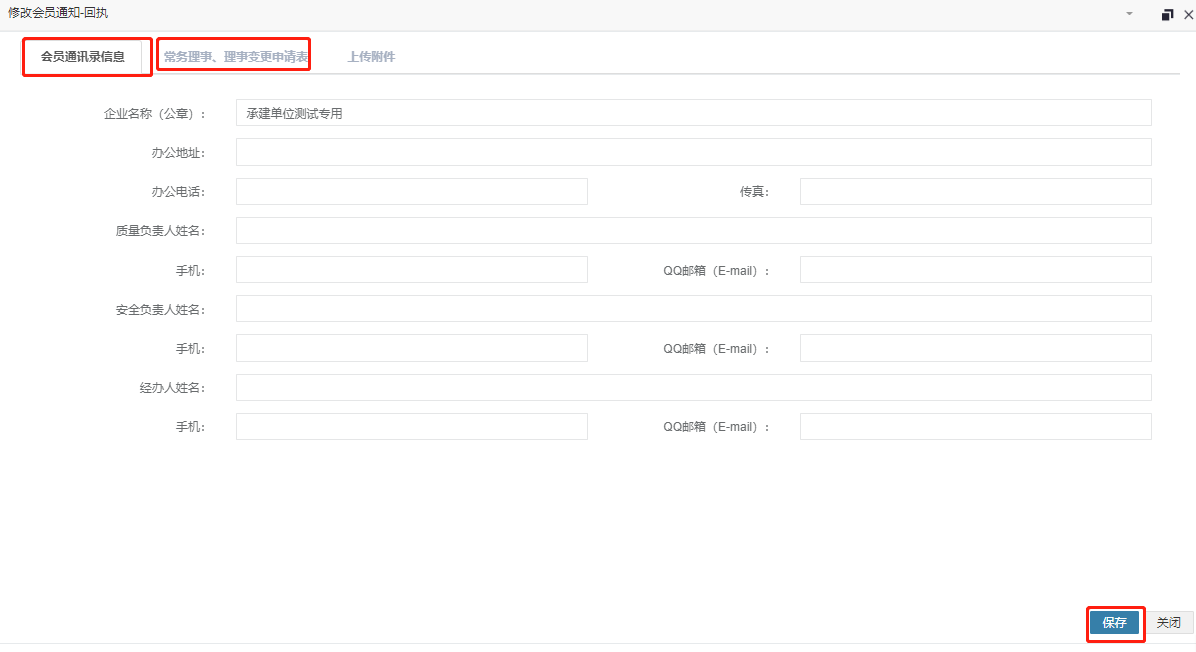 修改会员通知-回执
会员通讯录信息 常务理事、理事变更申请表 上传附件
企业名称（公章）: 承建单位测试专用
办公地址:
办公电话: 传真:
质量负责人姓名:
手机: QQ邮箱（E-mail）:
安全负责人姓名:
手机: QQ邮箱（E-mail）:
经办人姓名:
手机: QQ邮箱（E-mail）:
保存 关闭